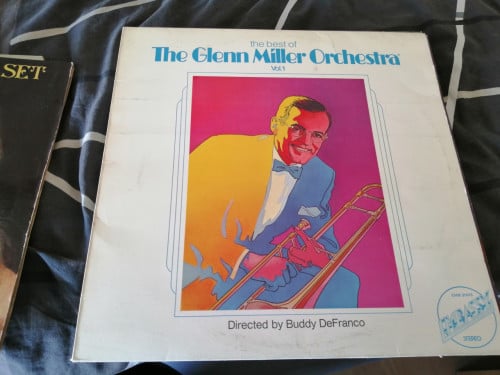 SET
the best of
The Glenn Miller Orchestra
Vol.1
Directed by Buddy DeFranco
STEREO